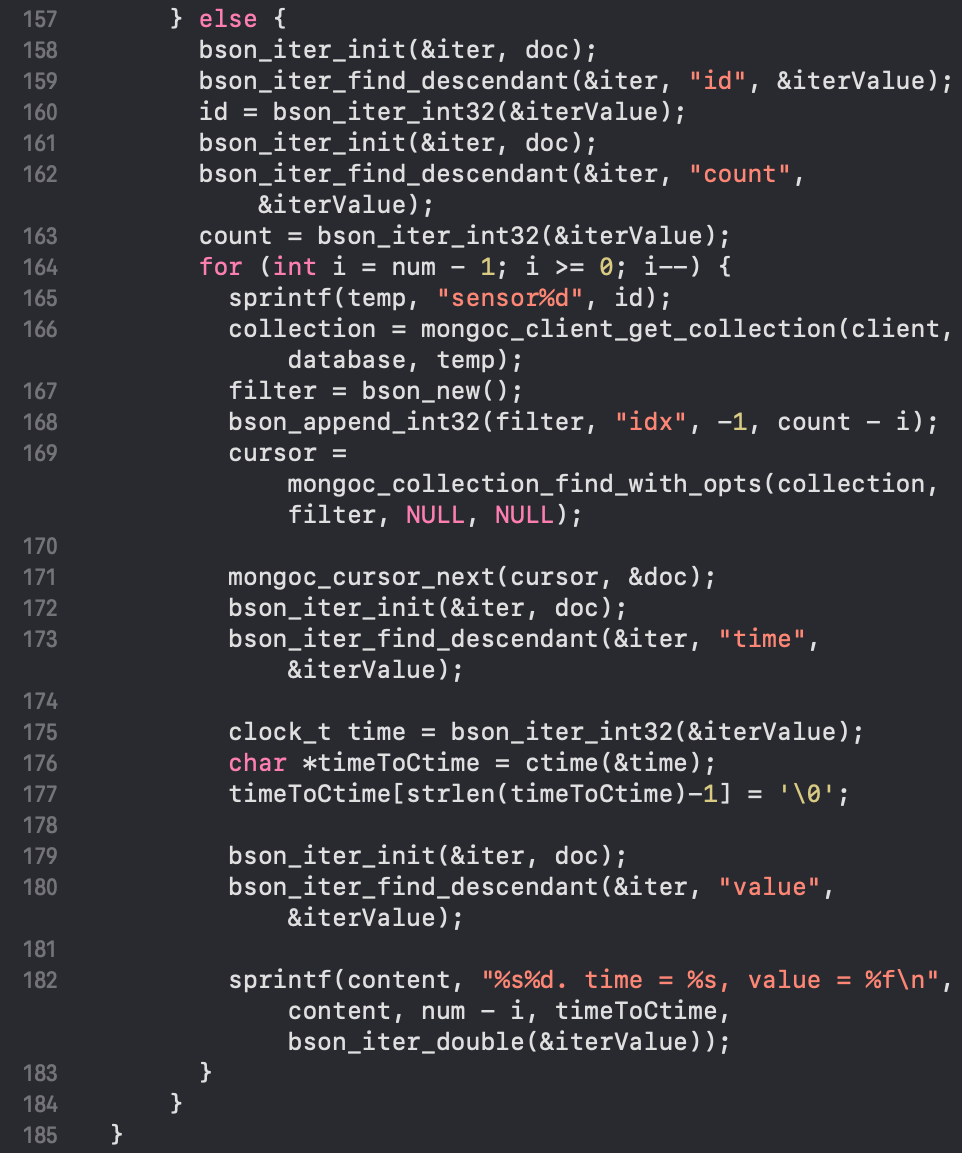 157 } else {
158 bson_iter_init(&iter, doc);
159 bson_iter_find_descendant(&iter, "id", &iterValue);
160 id = bson_iter_int32(&iterValue);
161 bson_iter_init(&iter, doc);
162 bson_iter_find_descendant(&iter, "count",
&iterValue);
163 count = bson_iter_int32(&iterValue);
164 for (int i = num - 1; i >= 0; i--) {
165 sprintf(temp, "sensor%d", id);
166 collection = mongoc_client_get_collection(client,
database, temp);
167 filter = bson_new();
168 bson_append_int32(filter, "idx", -1, count - i);
169 cursor =
mongoc_collection_find_with_opts(collection,
filter, NULL, NULL);
170
171 mongoc_cursor_next(cursor, &doc);
172 bson_iter_init(&iter, doc);
173 bson_iter_find_descendant(&iter, "time",
&iterValue);
174
175 clock_t time = bson_iter_int32(&iterValue);
176 char *timeToCtime = ctime(&time);
177 timeToCtime[strlen(timeToCtime)-1] = '\0';
178
179 bson_iter_init(&iter, doc);
180 bson_iter_find_descendant(&iter, "value",
&iterValue);
181
182 sprintf(content, "%s%d. time = %s, value = %f\n",
content, num - i, timeToCtime,
bson_iter_double(&iterValue));
183 }
184 }
185 }